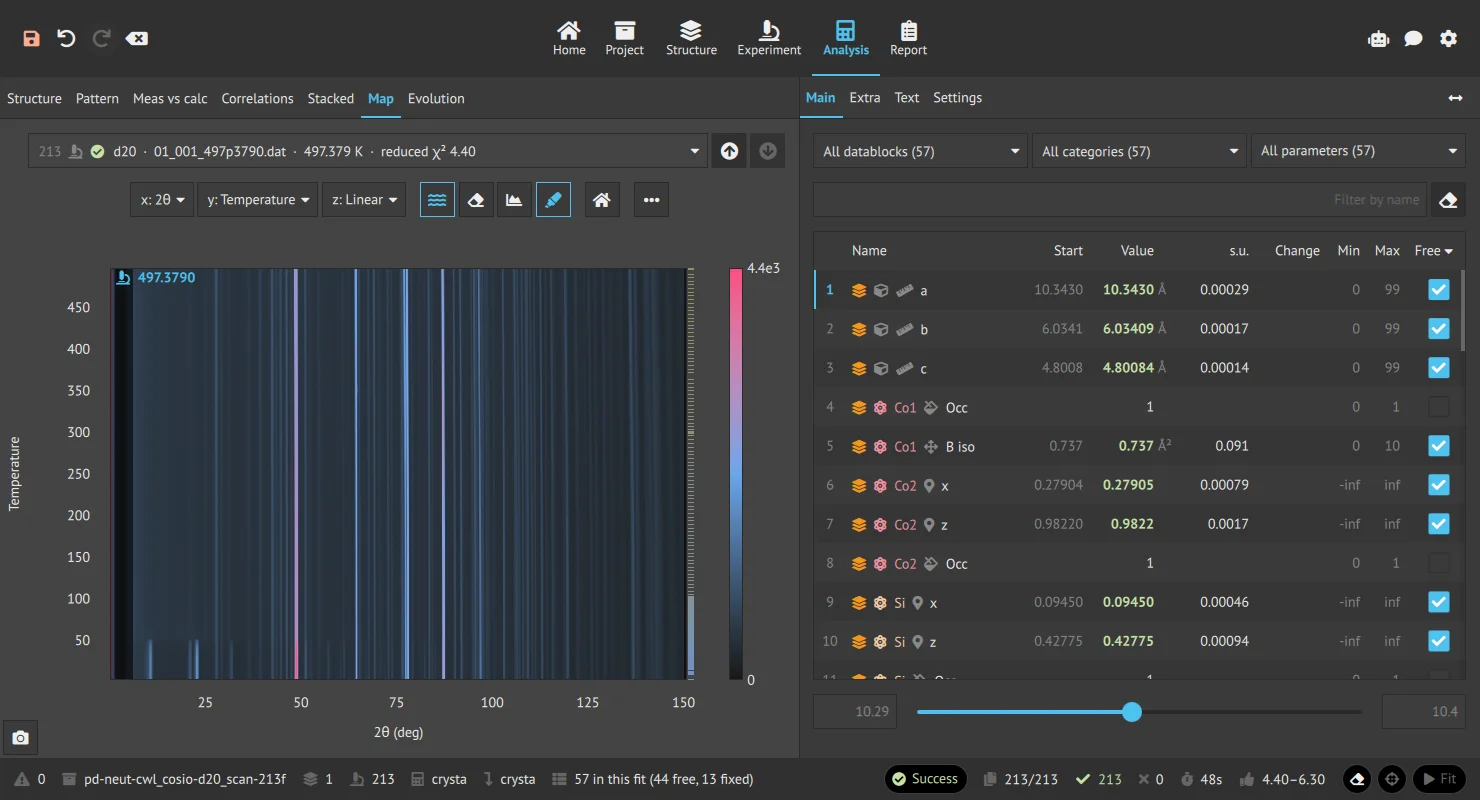 Home Project Structure Experiment Analysis Report
Structure Pattern Meas vs calc Correlations Stacked Map Evolution
Main Extra Text Settings
213 d20 · 01_001_497p3790.dat · 497.379 K · reduced χ² 4.40
All datablocks (57) All categories (57) All parameters (57)
x: 2θ y: Temperature z: Linear
Filter by name
Name Start Value s.u. Change Min Max Free
1 a 10.3430 10.3430 Å 0.00029 0 99
2 b 6.0341 6.03409 Å 0.00017 0 99
3 c 4.8008 4.80084 Å 0.00014 0 99
4 Co1 Occ 1 0 1
5 Co1 B iso 0.737 0.737 Å² 0.091 0 10
6 Co2 x 0.27904 0.27905 0.00079 -inf inf
7 Co2 z 0.98220 0.9822 0.0017 -inf inf
8 Co2 Occ 1 0 1
9 Si x 0.09450 0.09450 0.00046 -inf inf
10 Si z 0.42775 0.42775 0.00094 -inf inf
497.3790
4.4e3
0
Temperature
450
400
350
300
250
200
150
100
50
25 50 75 100 125 150
2θ (deg)
10.29 10.4
0 pd-neut-cwl_cosio-d20_scan-213f 1 213 crysta crysta 57 in this fit (44 free, 13 fixed) Success 213/213 213 0 48s 4.40–6.30 Fit